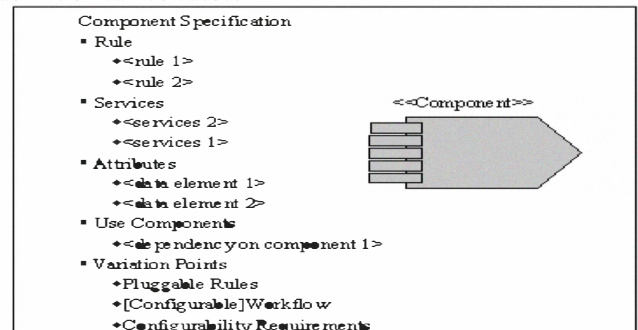 Component Specification
▪ Rule
◆<rule 1>
◆<rule 2>
▪ Services
◆<services 2>
◆<services 1>
▪ Attributes
◆<data element 1>
◆<data element 2>
▪ Use Components
◆<dependency on component 1>
▪ Variation Points
◆Pluggable Rules
◆[Configurable]Workflow
◆Configurability Requirements
<<Component>>